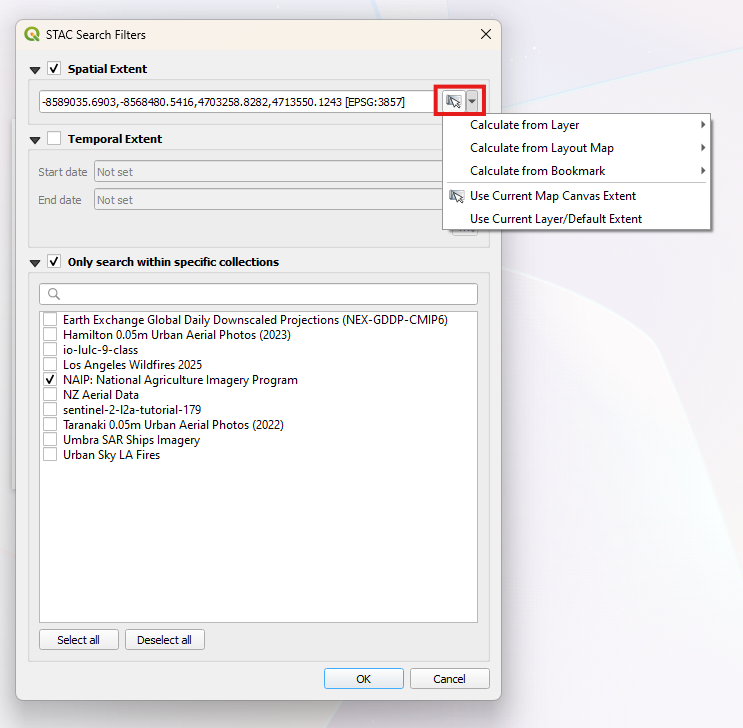 STAC Search Filters
Spatial Extent
-8589035.6903,-8568480.5416,4703258.8282,4713550.1243 [EPSG:3857]
Calculate from Layer
Temporal Extent
Calculate from Layout Map
Start date Not set
Calculate from Bookmark
End date Not set
Use Current Map Canvas Extent
Use Current Layer/Default Extent
Only search within specific collections
Earth Exchange Global Daily Downscaled Projections (NEX-GDDP-CMIP6)
Hamilton 0.05m Urban Aerial Photos (2023)
io-lulc-9-class
Los Angeles Wildfires 2025
NAIP: National Agriculture Imagery Program
NZ Aerial Data
sentinel-2-l2a-tutorial-179
Taranaki 0.05m Urban Aerial Photos (2022)
Umbra SAR Ships Imagery
Urban Sky LA Fires
Select all
Deselect all
OK
Cancel